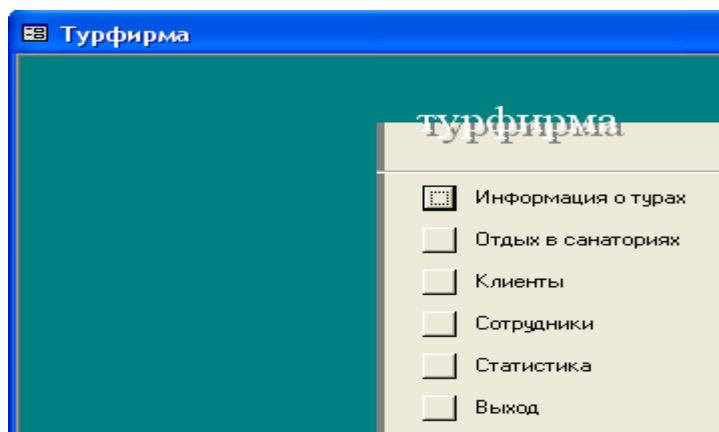 Турфирма
турфирма
Информация о турах
Отдых в санаториях
Клиенты
Сотрудники
Статистика
Выход